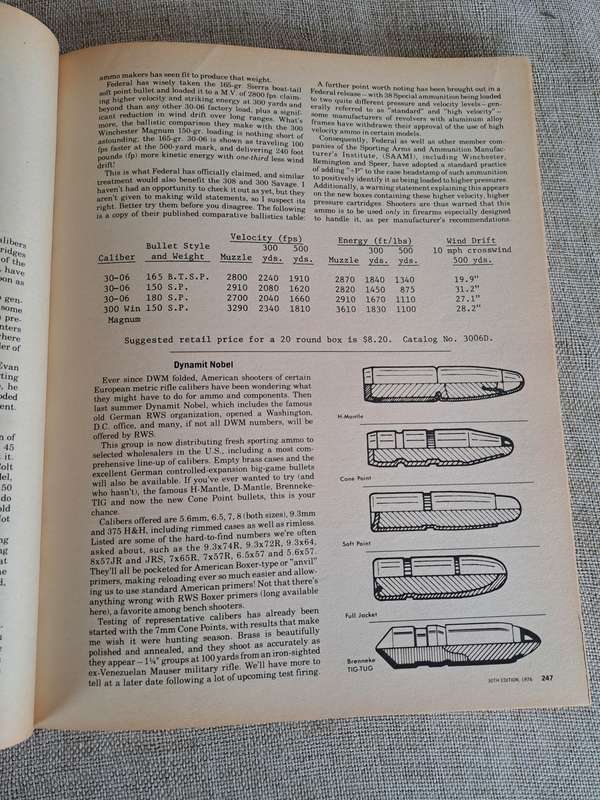 ammo makers has seen fit to produce that weight.
Federal has wisely taken the 165-gr. Sierra boat-tail
soft point bullet and loaded it to a M.V. of 2800 fps, claim-
ing higher velocity and striking energy at 300 yards and
beyond than any other 30-06 factory load, plus a signif-
icant reduction in wind drift over long ranges. What's
more, the ballistic comparison they make with the 300
Winchester Magnum 150-gr. loading is nothing short of
astounding; the 165-gr. 30-06 is shown as traveling 100
fps faster at the 500-yard mark, and delivering 240 foot
pounds (fp) more kinetic energy with one-third less wind
drift!
This is what Federal has officially claimed, and similar
treatment would also benefit the 308 and 300 Savage. I
haven't had an opportunity to check it out as yet, but they
aren't given to making wild statements, so I suspect its
right. Better try them before you disagree. The following
is a copy of their published comparative ballistics table:
A further point worth noting has been brought out in a
Federal release – with 38 Special ammunition being loaded
to two quite different pressure and velocity levels – gen-
erally referred to as "standard" and "high velocity" –
some manufacturers of revolvers with aluminum alloy
frames have withdrawn their approval of the use of high
velocity ammo in certain models.
Consequently, Federal as well as other member com-
panies of the Sporting Arms and Ammunition Manufac-
turer's Institute, (SAAMI), including Winchester,
Remington and Speer, have adopted a standard practice
of adding "+P" to the case headstamp of such ammunition
to positively identify it as being loaded to higher pressures.
Additionally, a warning statement explaining this appears
on the new boxes containing these higher velocity, higher
pressure cartridges. Shooters are thus warned that this
ammo is to be used only in firearms especially designed
to handle it, as per manufacturer's recommendations.
Velocity (fps) Energy (ft/lbs) Wind Drift
Bullet Style 300 500 300 500 10 mph crosswind
Caliber and Weight Muzzle yds. yds. Muzzle yds. yds. 500 yds.
30-06 165 B.T.S.P. 2800 2240 1910 2870 1840 1340 19.9"
30-06 150 S.P. 2910 2080 1620 2820 1450 875 31.2"
30-06 180 S.P. 2700 2040 1660 2910 1670 1110 27.1"
300 Win 150 S.P. 3290 2340 1810 3610 1830 1100 28.2"
Magnum
Suggested retail price for a 20 round box is $8.20. Catalog No. 3006D.
Dynamit Nobel
Ever since DWM folded, American shooters of certain
European metric rifle calibers have been wondering what
they might have to do for ammo and components. Then
last summer Dynamit Nobel, which includes the famous
old German RWS organization, opened a Washington,
D.C. office, and many, if not all DWM numbers, will be
offered by RWS.
This group is now distributing fresh sporting ammo to
selected wholesalers in the U.S., including a most com-
prehensive line-up of calibers. Empty brass cases and the
excellent German controlled-expansion big-game bullets
will also be available. If you've ever wanted to try (and
who hasn't), the famous H-Mantle, D-Mantle, Brenneke-
TIG and now the new Cone Point bullets, this is your
chance.
Calibers offered are 5.6mm, 6.5, 7, 8 (both sizes), 9.3mm
and 375 H&H, including rimmed cases as well as rimless.
Listed are some of the hard-to-find numbers we're often
asked about, such as the 9.3x74R, 9.3x72R, 9.3x64,
8x57JR and JRS, 7x65R, 7x57R, 6.5x57 and 5.6x57.
They'll all be pocketed for American Boxer-type or "anvil"
primers, making reloading ever so much easier and allow-
ing us to use standard American primers! Not that there's
anything wrong with RWS Boxer primers (long available
here), a favorite among bench shooters.
Testing of representative calibers has already been
started with the 7mm Cone Points, with results that make
me wish it were hunting season. Brass is beautifully
polished and annealed, and they shoot as accurately as
they appear – 1¼" groups at 100 yards from an iron-sighted
ex-Venezuelan Mauser military rifle. We'll have more to
tell at a later date following a lot of upcoming test firing.
H-Mantle
Cone Point
Soft Point
Full Jacket
Brenneke
TIG-TUG
30TH EDITION, 1976 247